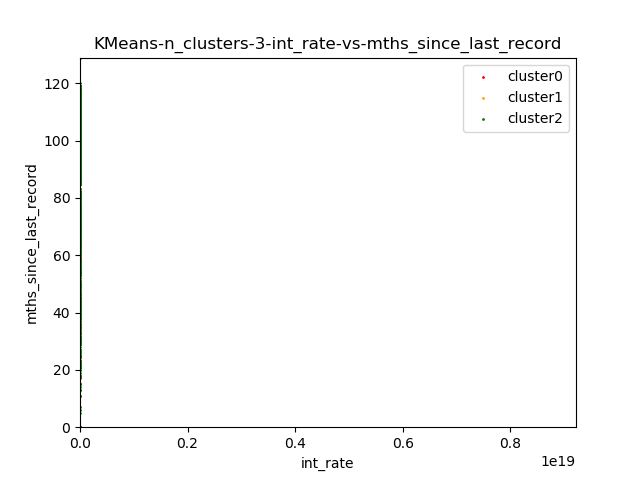 KMeans-n_clusters-3-int_rate-vs-mths_since_last_record
cluster0
cluster1
cluster2
120
100
80
60
40
20
0
mths_since_last_record
0.0 0.2 0.4 0.6 0.8
1e19
int_rate